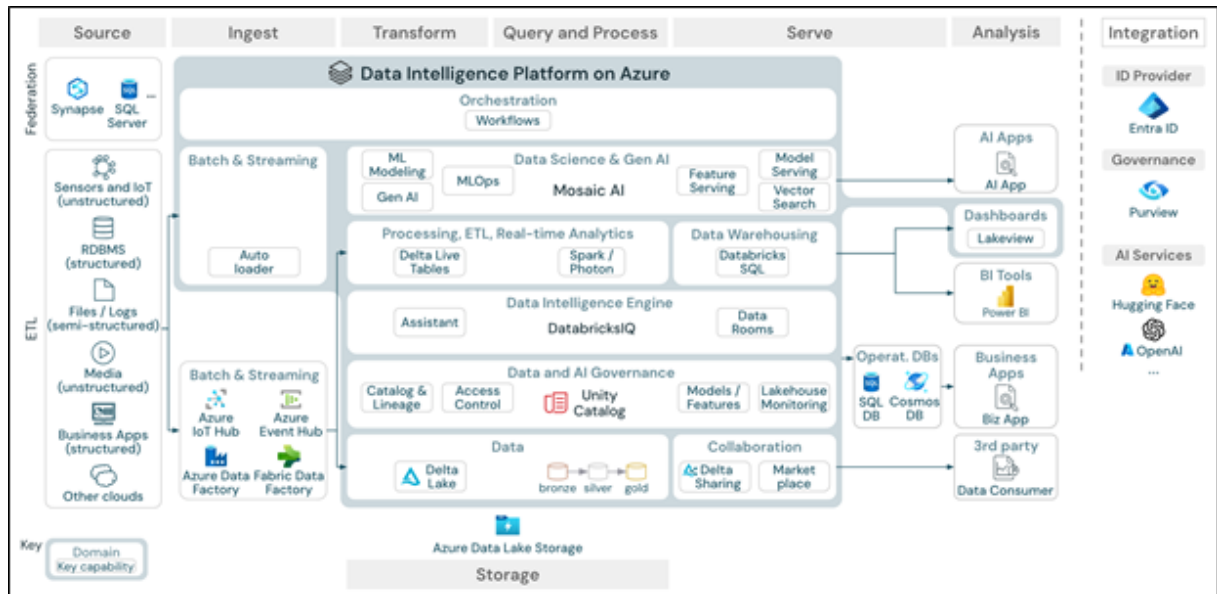 Source
Ingest
Transform
Query and Process
Serve
Analysis
Integration
Federation
Synapse
SQL
Server
...
Data Intelligence Platform on Azure
Orchestration
Workflows
ID Provider
Entra ID
Governance
Purview
AI Services
Hugging Face
OpenAI
...
ETL
Sensors and IoT
(unstructured)
RDBMS
(structured)
Files / Logs
(semi-structured)
Media
(unstructured)
Business Apps
(structured)
Other clouds
Batch & Streaming
Auto
loader
Batch & Streaming
Azure
IoT Hub
Azure
Event Hub
Azure Data
Factory
Fabric Data
Factory
Data Science & Gen AI
ML
Modeling
Gen AI
MLOps
Mosaic AI
Feature
Serving
Model
Serving
Vector
Search
Processing, ETL, Real-time Analytics
Delta Live
Tables
Spark /
Photon
Data Warehousing
Databricks
SQL
Data Intelligence Engine
Assistant
DatabricksIQ
Data
Rooms
Data and AI Governance
Catalog &
Lineage
Access
Control
Unity
Catalog
Models /
Features
Lakehouse
Monitoring
Data
Delta
Lake
bronze
silver
gold
Collaboration
Delta
Sharing
Market
place
Operat. DBs
SQL
DB
Cosmos
DB
AI Apps
AI App
Dashboards
Lakeview
BI Tools
Power BI
Business
Apps
Biz App
3rd party
Data Consumer
Key
Domain
Key capability
Azure Data Lake Storage
Storage